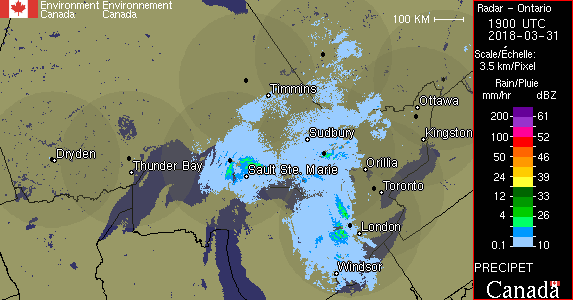 Environment Environnement
Canada Canada
100 KM
Timmins
Ottawa
Sudbury
Kingston
Dryden
Thunder Bay
Sault Ste. Marie
Orillia
Toronto
London
Windsor
Radar - Ontario
1900 UTC
2018-03-31
Scale/Échelle:
3.5 km/Pixel
Rain/Pluie
mm/hr dBZ
200 61
100 52
50 46
24 39
12 33
4 26
0.1 10
PRECIPET
Canada